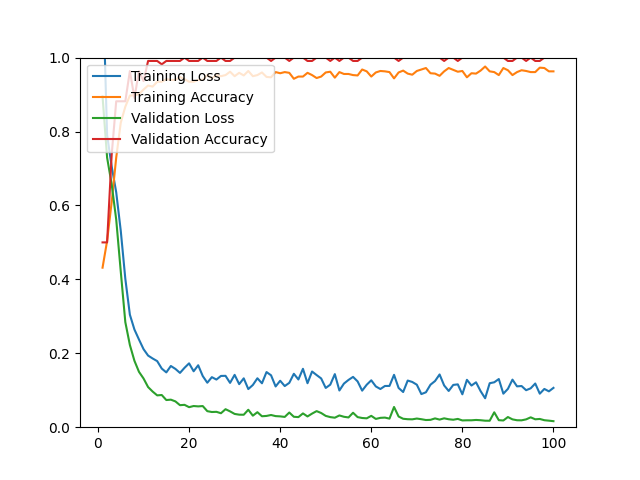 Training Loss
Training Accuracy
Validation Loss
Validation Accuracy
1.0
0.8
0.6
0.4
0.2
0.0
0 20 40 60 80 100